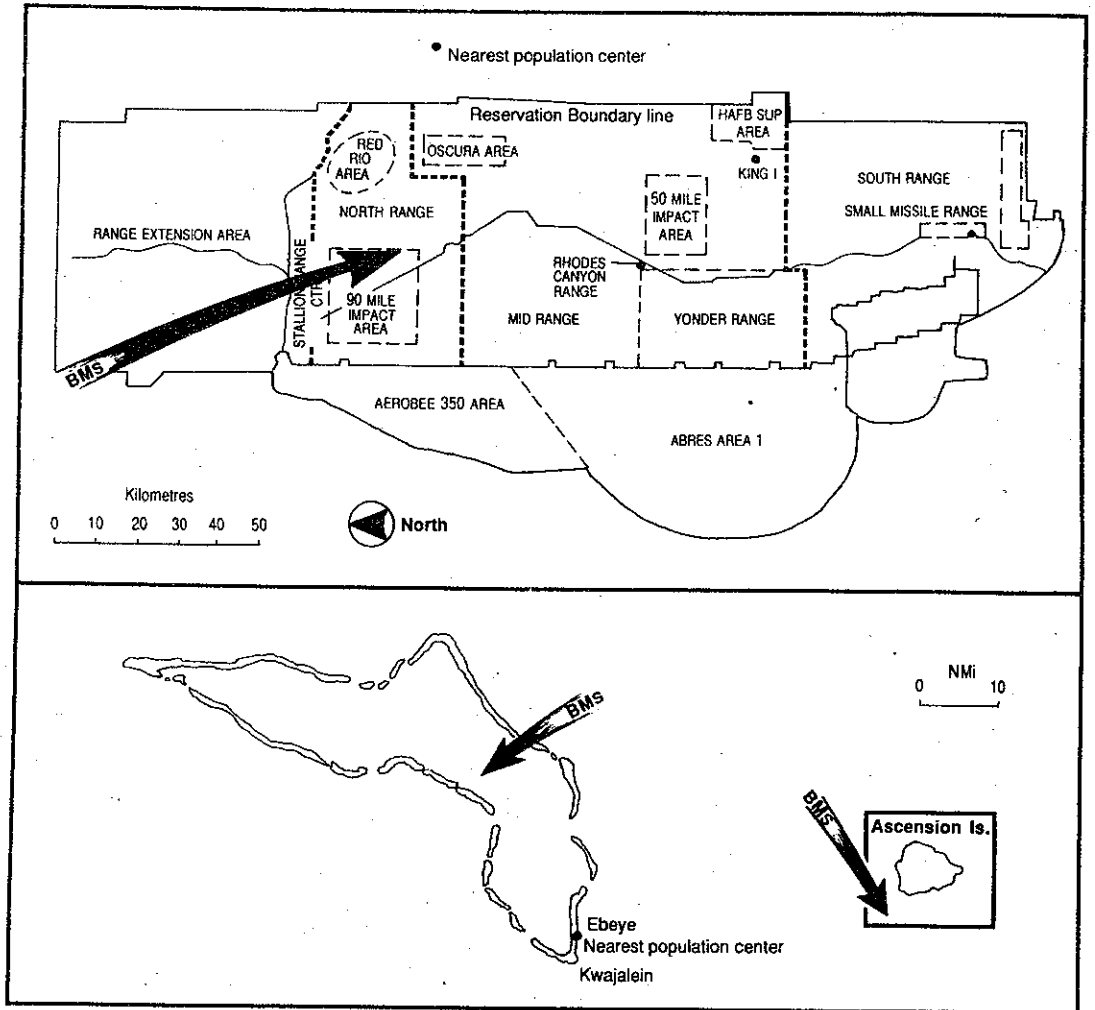 Nearest population center
Reservation Boundary line
HAFB SUP
AREA
RED
RIO
AREA
OSCURA AREA
KING I
SOUTH RANGE
NORTH RANGE
50 MILE
IMPACT
AREA
SMALL MISSILE RANGE
RANGE EXTENSION AREA
STALLION RANGE
CTR
RHODES
CANYON
RANGE
90 MILE
IMPACT
AREA
MID RANGE
YONDER RANGE
BMs
AEROBEE 350 AREA
ABRES AREA 1
Kilometres
0 10 20 30 40 50
North
NMi
0 10
BMs
BMs
Ascension Is.
Ebeye
Nearest population center
Kwajalein